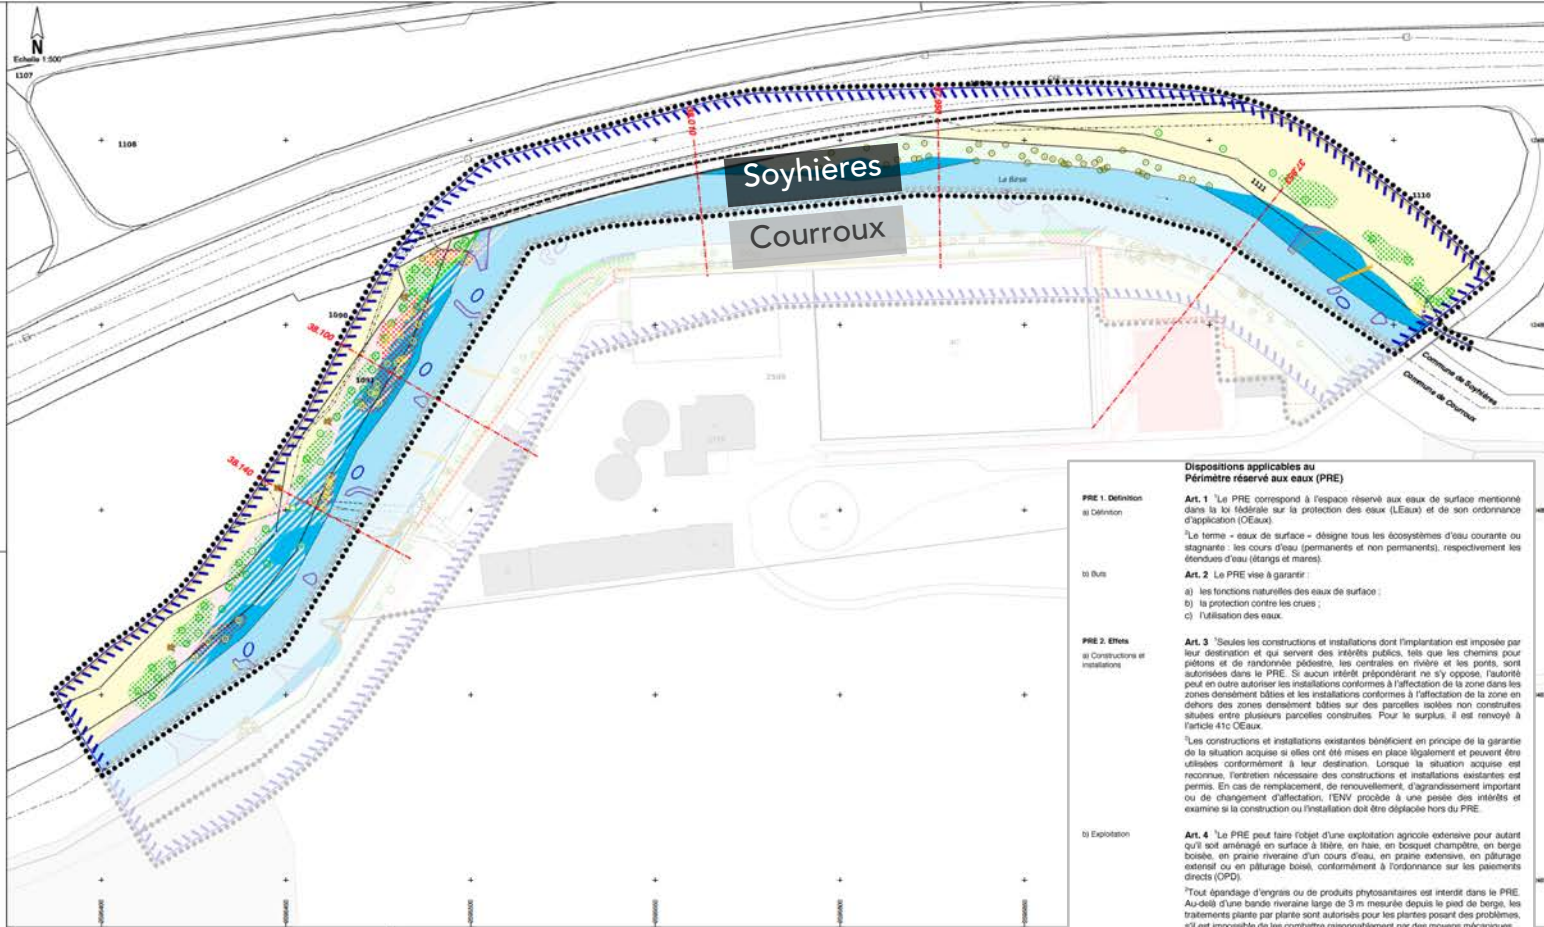 N
Echelle 1:500
1107
1108
38.100
1090
1091
38.140
Soyhières
Courroux
La Birse
1111
1110
Commune de Soyhières
Commune de Courroux
Dispositions applicables au
Périmètre réservé aux eaux (PRE)
PRE 1. Définition
a) Définition
Art. 1 ¹Le PRE correspond à l'espace réservé aux eaux de surface mentionné
dans la loi fédérale sur la protection des eaux (LEaux) et de son ordonnance
d'application (OEaux).
²Le terme « eaux de surface » désigne tous les écosystèmes d'eau courante ou
stagnante : les cours d'eau (permanents et non permanents), respectivement les
étendues d'eau (étangs et mares).
b) Buts
Art. 2 Le PRE vise à garantir :
a) les fonctions naturelles des eaux de surface ;
b) la protection contre les crues ;
c) l'utilisation des eaux.
PRE 2. Effets
a) Constructions et
installations
Art. 3 ¹Seules les constructions et installations dont l'implantation est imposée par
leur destination et qui servent des intérêts publics, tels que les chemins pour
piétons et de randonnée pédestre, les centrales en rivière et les ponts, sont
autorisées dans le PRE. Si aucun intérêt prépondérant ne s'y oppose, l'autorité
peut en outre autoriser les installations conformes à l'affectation de la zone dans les
zones densément bâties et les installations conformes à l'affectation de la zone en
dehors des zones densément bâties sur des parcelles isolées non construites
situées entre plusieurs parcelles construites. Pour le surplus, il est renvoyé à
l'article 41c OEaux.
²Les constructions et installations existantes bénéficient en principe de la garantie
de la situation acquise si elles ont été mises en place légalement et peuvent être
utilisées conformément à leur destination. Lorsque la situation acquise est
reconnue, l'entretien nécessaire des constructions et installations existantes est
permis. En cas de remplacement, de renouvellement, d'agrandissement important
ou de changement d'affectation, l'ENV procède à une pesée des intérêts et
examine si la construction ou l'installation doit être déplacée hors du PRE.
b) Exploitation
Art. 4 ¹Le PRE peut faire l'objet d'une exploitation agricole extensive pour autant
qu'il soit aménagé en surface à litière, en haie, en bosquet champêtre, en berge
boisée, en prairie riveraine d'un cours d'eau, en prairie extensive, en pâturage
extensif ou en pâturage boisé, conformément à l'ordonnance sur les paiements
directs (OPD).
²Tout épandage d'engrais ou de produits phytosanitaires est interdit dans le PRE.
Au-delà d'une bande riveraine large de 3 m mesurée depuis le pied de berge, les
traitements plante par plante sont autorisés pour les plantes posant des problèmes,
s'il est impossible de les combattre raisonnablement par des moyens mécaniques.